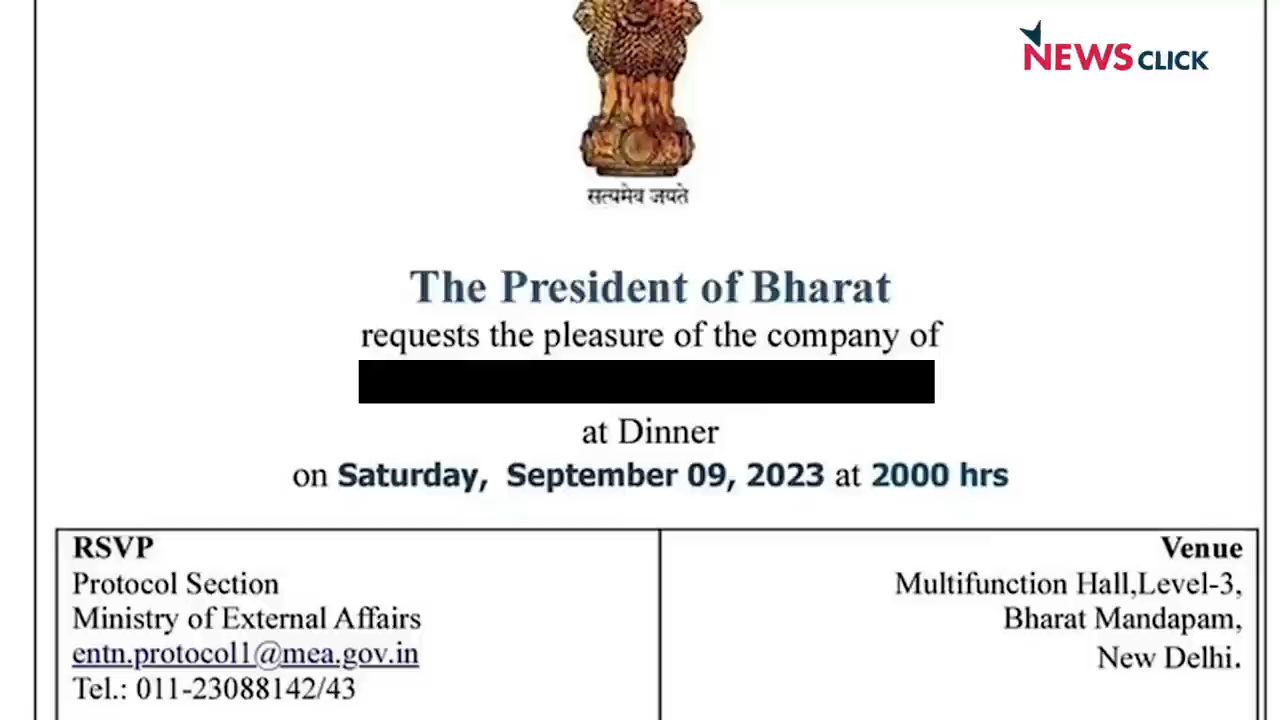 NEWS CLICK
सत्यमेव जयते
The President of Bharat
requests the pleasure of the company of
at Dinner
on Saturday, September 09, 2023 at 2000 hrs
RSVP
Protocol Section
Ministry of External Affairs
entn.protocol1@mea.gov.in
Tel.: 011-23088142/43
Venue
Multifunction Hall,Level-3,
Bharat Mandapam,
New Delhi.